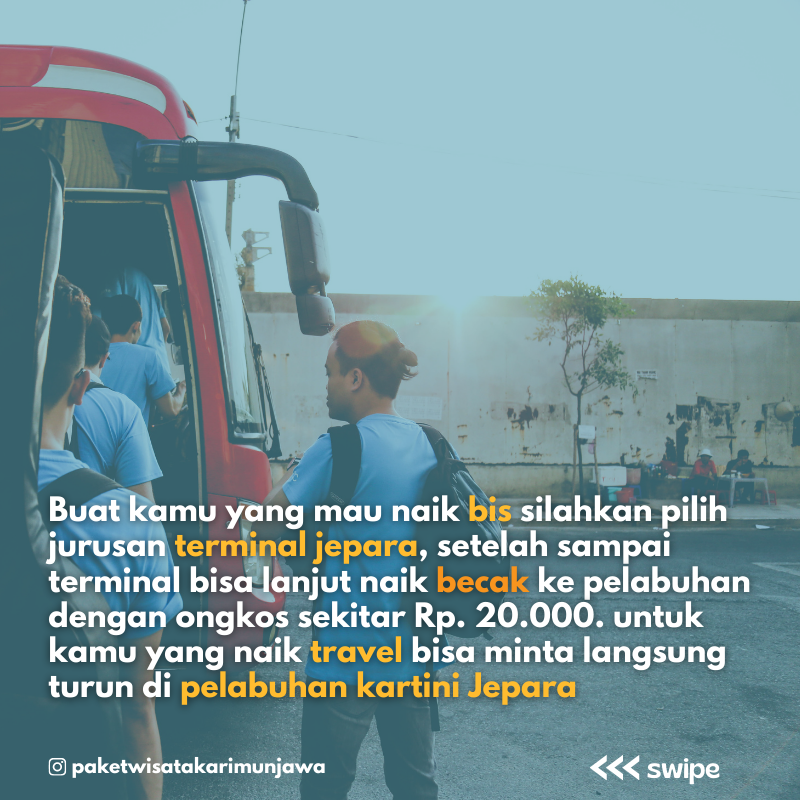 Buat kamu yang mau naik bis silahkan pilih
jurusan terminal jepara, setelah sampai
terminal bisa lanjut naik becak ke pelabuhan
dengan ongkos sekitar Rp. 20.000. untuk
kamu yang naik travel bisa minta langsung
turun di pelabuhan kartini Jepara
paketwisatakarimunjawa
<<< swipe